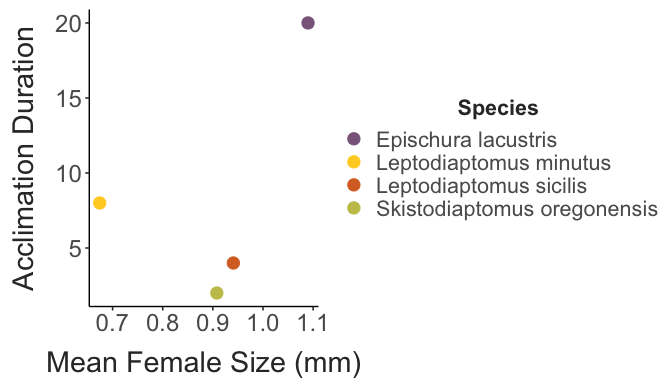 Acclimation Duration
20
15
10
5
0.7 0.8 0.9 1.0 1.1
Mean Female Size (mm)
Species
Epischura lacustris
Leptodiaptomus minutus
Leptodiaptomus sicilis
Skistodiaptomus oregonensis